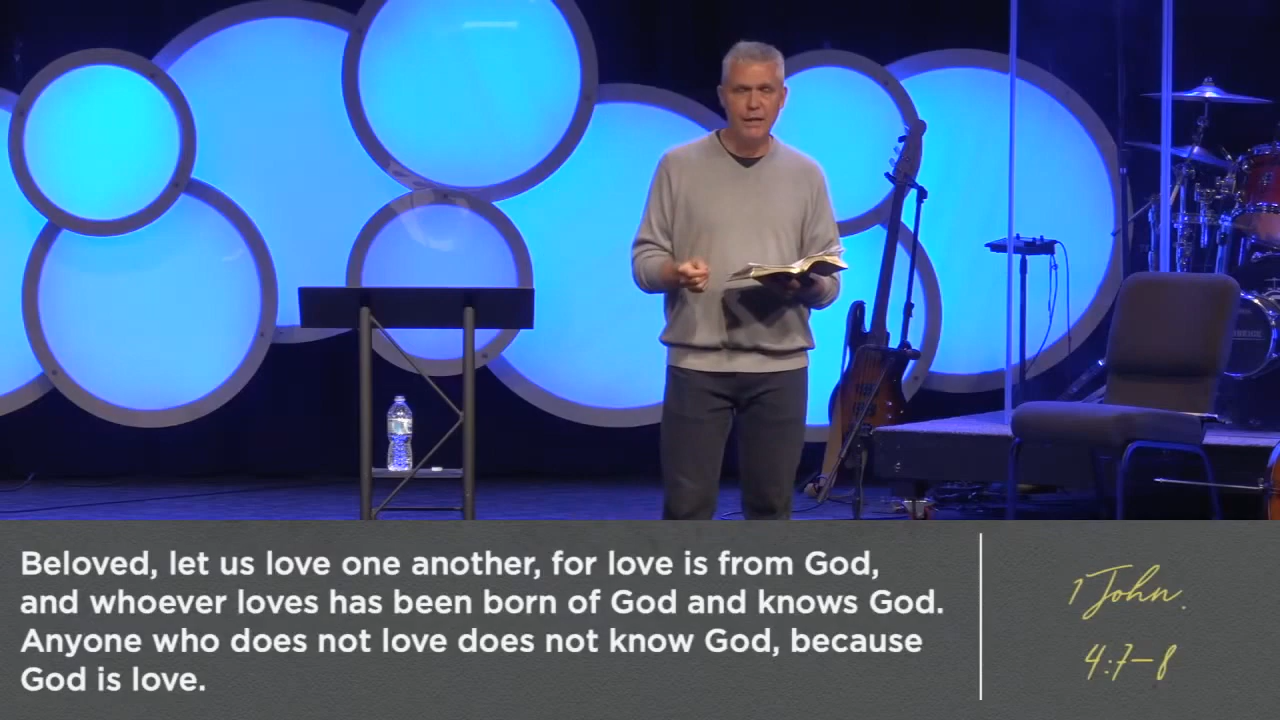 Beloved, let us love one another, for love is from God,
and whoever loves has been born of God and knows God.
Anyone who does not love does not know God, because
God is love.
1 John
4:7–8